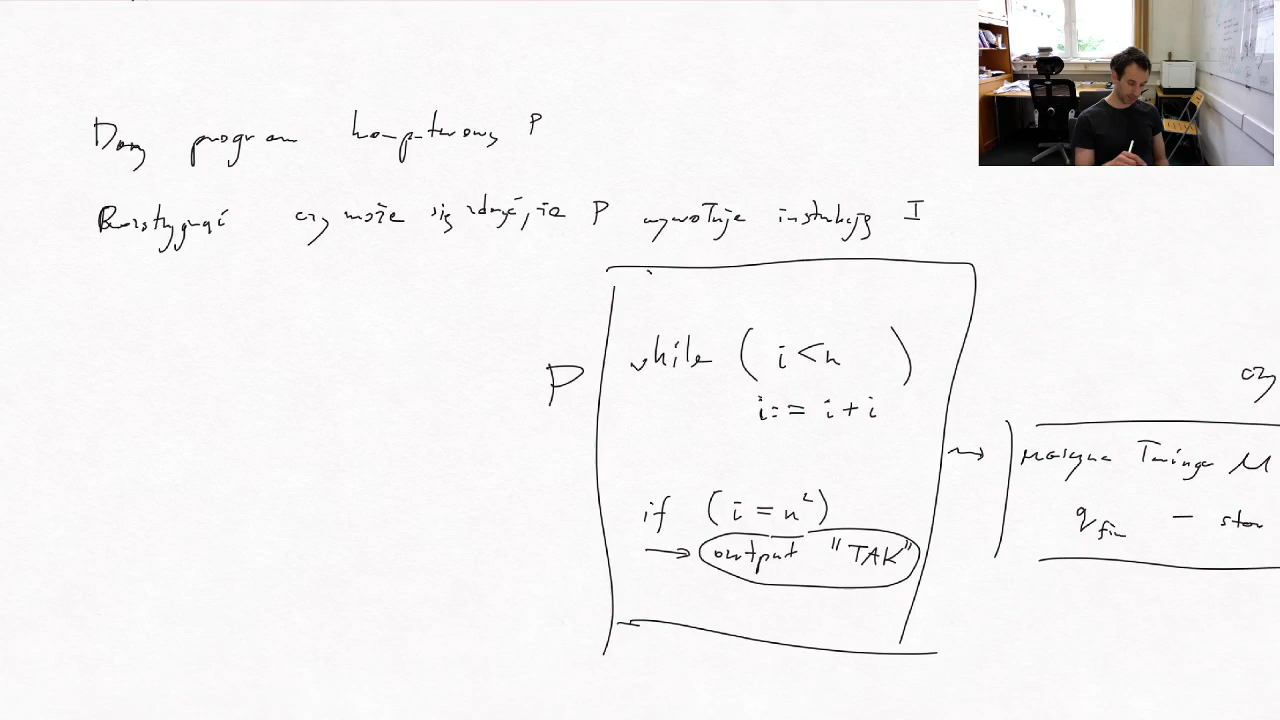 Dany program komputerowy P
Rozstrzygnąć czy może się zdarzyć, że P wywołuje instrukcję I
P
while (i<n)
i:= i+i
if (i = n²)
→ output "TAK"
czy
→ maszyna Turinga M
q_fin - stan